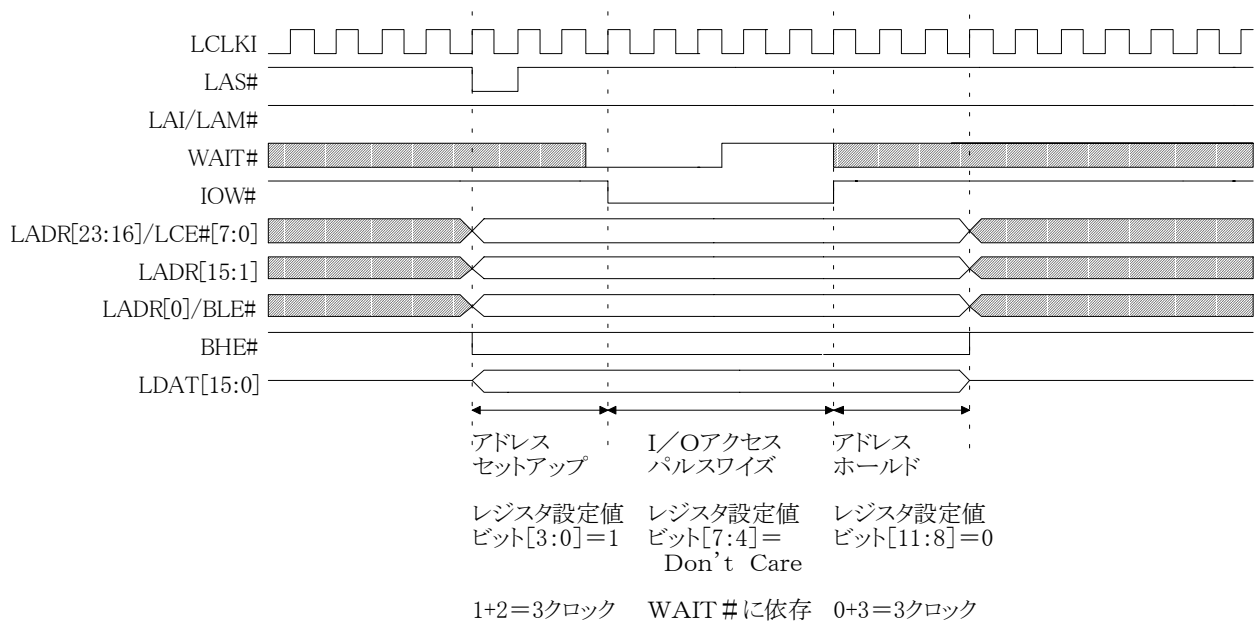 LCLKI
LAS#
LAI/LAM#
WAIT#
IOW#
LADR[23:16]/LCE#[7:0]
LADR[15:1]
LADR[0]/BLE#
BHE#
LDAT[15:0]
アドレス
セットアップ
レジスタ設定値
ビット[3:0]=1
1+2=3クロック
I/Oアクセス
パルスワイズ
レジスタ設定値
ビット[7:4]=
Don't Care
WAIT#に依存
アドレス
ホールド
レジスタ設定値
ビット[11:8]=0
0+3=3クロック